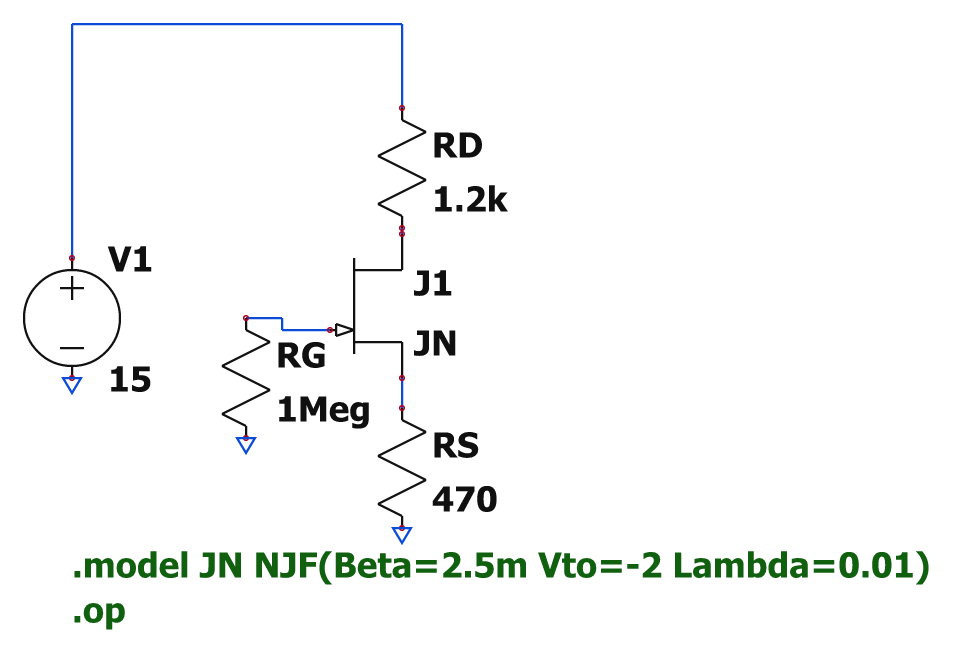 RD
1.2k
V1
15
J1
JN
RG
1Meg
RS
470
.model JN NJF(Beta=2.5m Vto=-2 Lambda=0.01)
.op